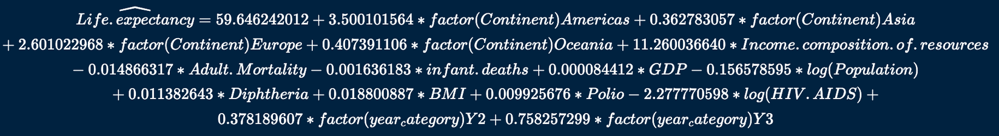 Life.expectancy = 59.646242012 + 3.500101564 * factor(Continent)Americas + 0.362783057 * factor(Continent)Asia
+ 2.601022968 * factor(Continent)Europe + 0.407391106 * factor(Continent)Oceania + 11.260036640 * Income.composition.of.resources
− 0.014866317 * Adult.Mortality − 0.001636183 * infant.deaths + 0.000084412 * GDP − 0.156578595 * log(Population)
+ 0.011382643 * Diphtheria + 0.018800887 * BMI + 0.009925676 * Polio − 2.277770598 * log(HIV.AIDS) +
0.378189607 * factor(year_category)Y2 + 0.758257299 * factor(year_category)Y3